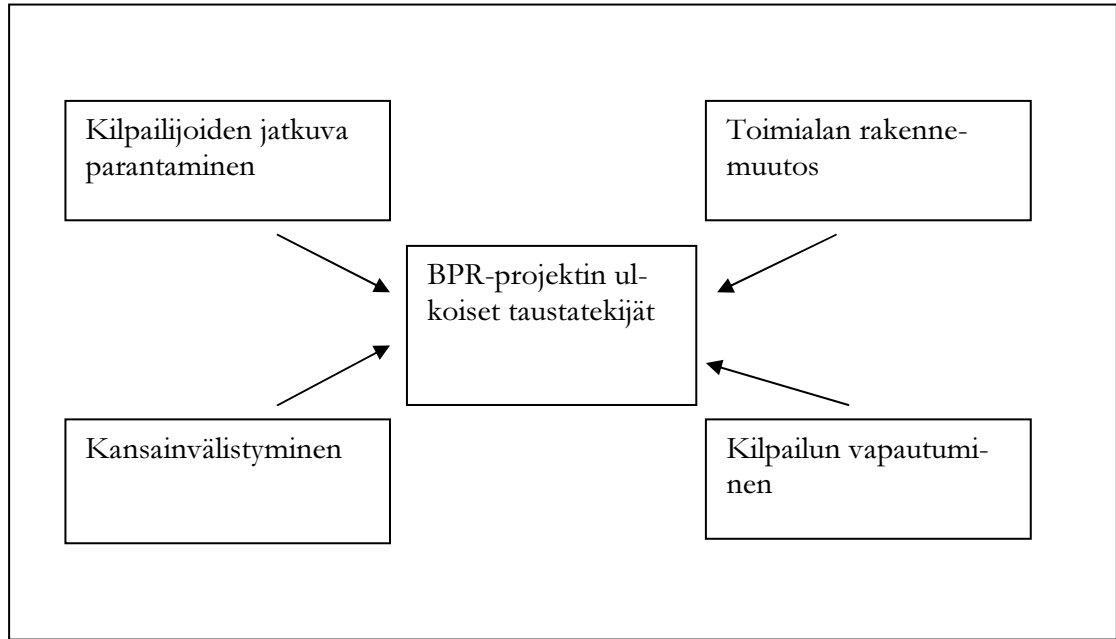 Kilpailijoiden jatkuva
parantaminen
Toimialan rakenne-
muutos
BPR-projektin ul-
koiset taustatekijät
Kansainvälistyminen
Kilpailun vapautumi-
nen